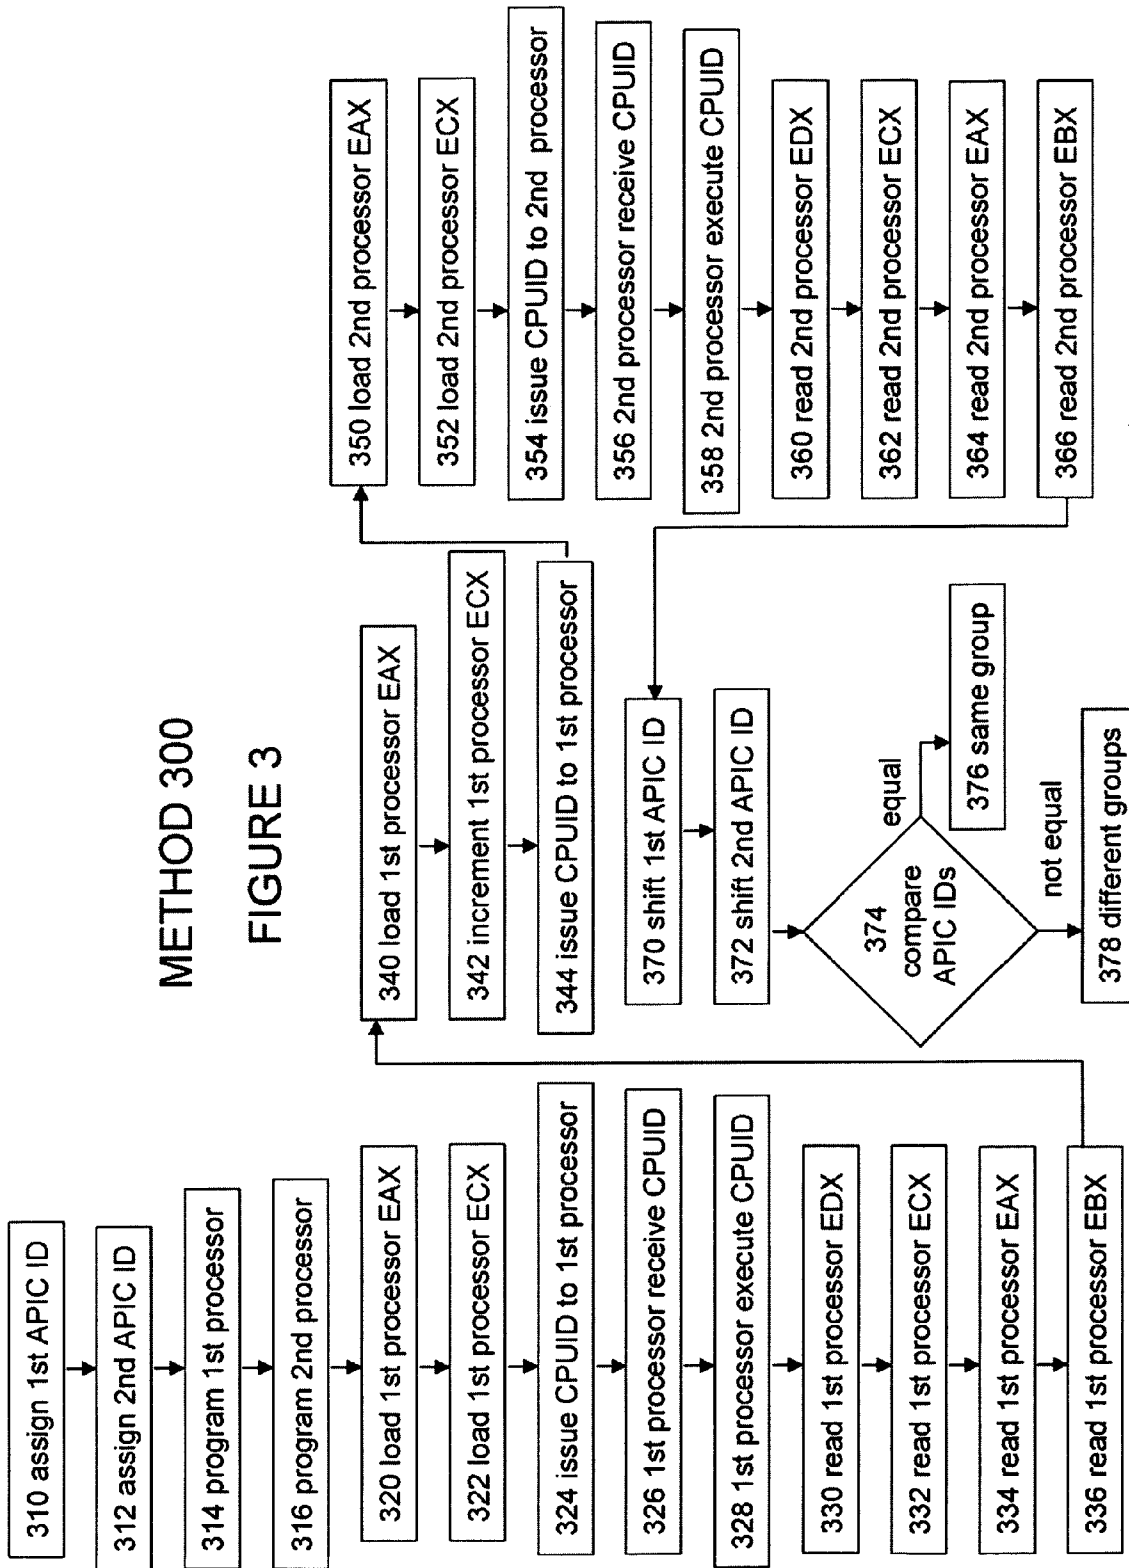 METHOD 300
FIGURE 3
310 assign 1st APIC ID
312 assign 2nd APIC ID
314 program 1st processor
316 program 2nd processor
320 load 1st processor EAX
322 load 1st processor ECX
324 issue CPUID to 1st processor
326 1st processor receive CPUID
328 1st processor execute CPUID
330 read 1st processor EDX
332 read 1st processor ECX
334 read 1st processor EAX
336 read 1st processor EBX
340 load 1st processor EAX
342 increment 1st processor ECX
344 issue CPUID to 1st processor
350 load 2nd processor EAX
352 load 2nd processor ECX
354 issue CPUID to 2nd processor
356 2nd processor receive CPUID
358 2nd processor execute CPUID
360 read 2nd processor EDX
362 read 2nd processor ECX
364 read 2nd processor EAX
366 read 2nd processor EBX
370 shift 1st APIC ID
372 shift 2nd APIC ID
374
compare
APIC IDs
equal
376 same group
not equal
378 different groups